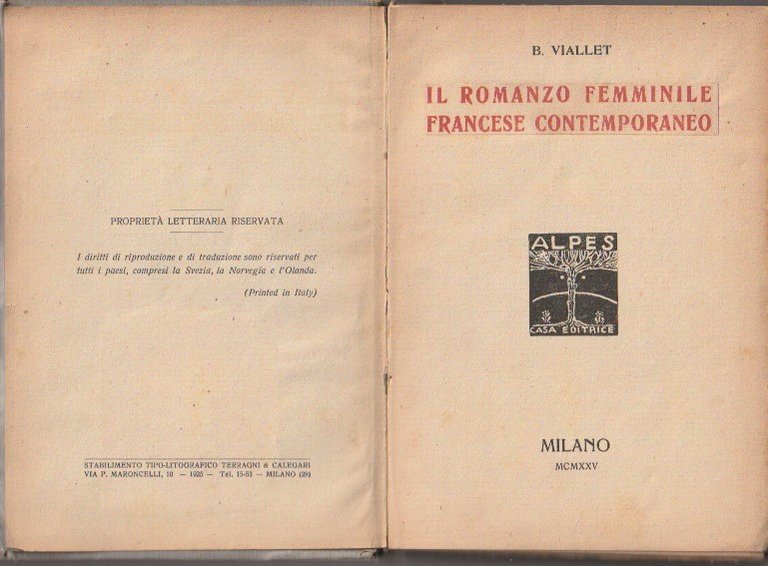 PROPRIETÀ LETTERARIA RISERVATA
I diritti di riproduzione e di traduzione sono riservati per
tutti i paesi, compresi la Svezia, la Norvegia e l'Olanda.
(Printed in Italy)
STABILIMENTO TIPO-LITOGRAFICO TERRAGNI & CALEGARI
VIA P. MARONCELLI, 10 — 1925 — Tel. 15-53 — MILANO (28)
B. VIALLET
IL ROMANZO FEMMINILE
FRANCESE CONTEMPORANEO
ALPES
CASA EDITRICE
MILANO
MCMXXV